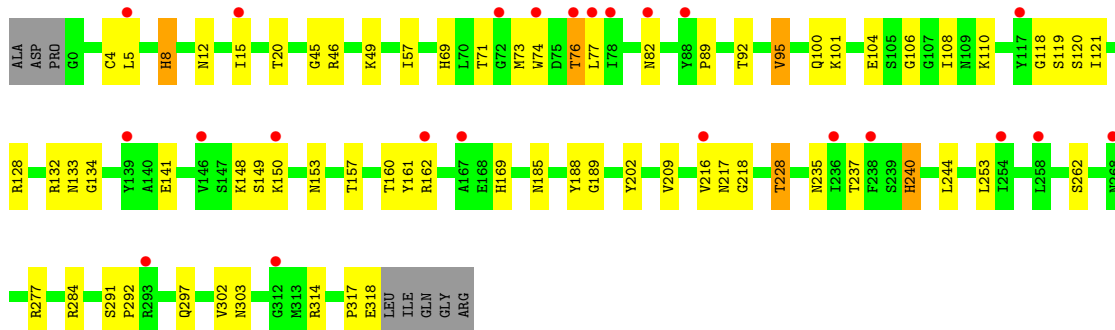 ALA ASP PRO G0 C4 L5 H8 N12 I15 T20 G45 R46 K49 I57 H69 L70 T71 G72 M73 W74 D75 T76 L77 I78 N82 Y88 P89 T92 V95 Q100 K101 E104 S105 G106 G107 I108 N109 K110 Y117 G118 S119 S120 I121
R128 R132 N133 G134 Y139 A140 E141 V146 S147 K148 S149 K150 N153 T157 T160 Y161 R162 A167 E168 H169 N185 Y188 G189 Y202 V209 V216 N217 G218 T228 N235 I236 T237 F238 S239 H240 L244 L253 I254 L258 S262 N268
R277 R284 S291 P292 R293 Q297 V302 N303 G312 M313 R314 P317 E318 LEU ILE GLN GLY ARG